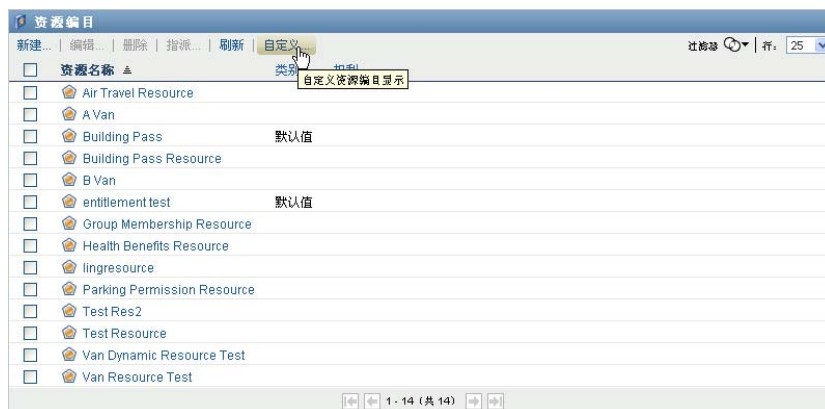 资源编目
新建... | 编辑... | 删除 | 指派... | 刷新 | 自定义... 过滤器 | 行: 25
资源名称 类别
自定义资源编目显示
Air Travel Resource
A Van
Building Pass 默认值
Building Pass Resource
B Van
entitlement test 默认值
Group Membership Resource
Health Benefits Resource
lingresource
Parking Permission Resource
Test Res2
Test Resource
Van Dynamic Resource Test
Van Resource Test
1 - 14 (共 14)